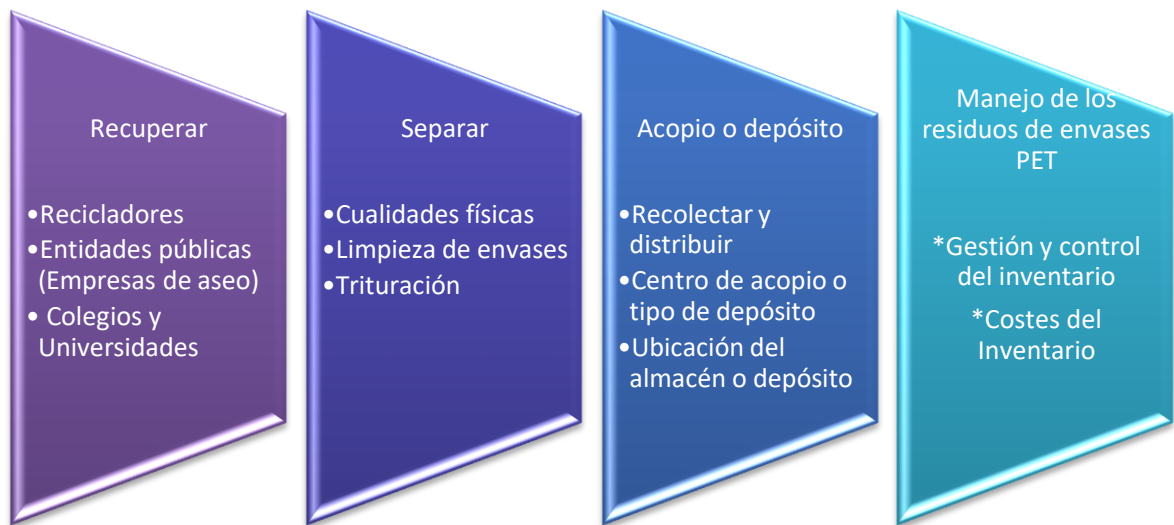 Recuperar
•Recicladores
•Entidades públicas
(Empresas de aseo)
• Colegios y
Universidades
Separar
•Cualidades físicas
•Limpieza de envases
•Trituración
Acopio o depósito
•Recolectar y
distribuir
•Centro de acopio o
tipo de depósito
•Ubicación del
almacén o depósito
Manejo de los
residuos de envases
PET
*Gestión y control
del inventario
*Costes del
Inventario